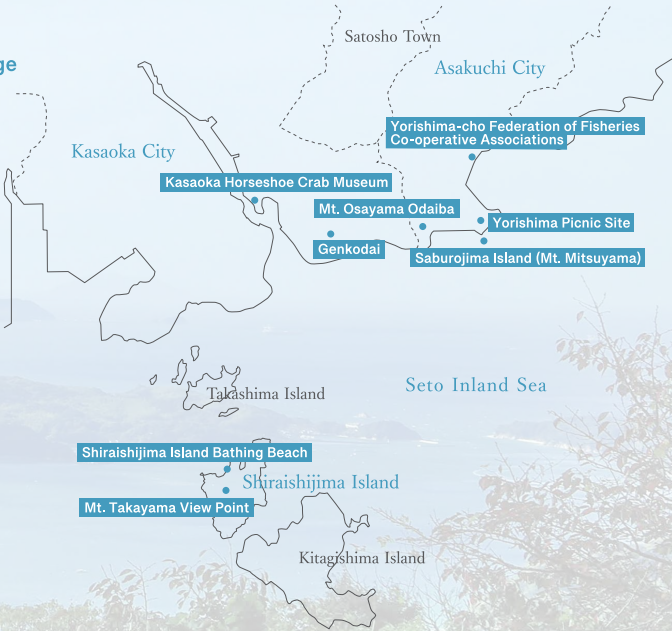 Satosho Town
ge
Asakuchi City
Yorishima-cho Federation of Fisheries
Co-operative Associations
Kasaoka City
Kasaoka Horseshoe Crab Museum
Mt. Osayama Odaiba
Yorishima Picnic Site
Genkodai
Saburojima Island (Mt. Mitsuyama)
Seto Inland Sea
Takashima Island
Shiraishijima Island Bathing Beach
Shiraishijima Island
Mt. Takayama View Point
Kitagishima Island